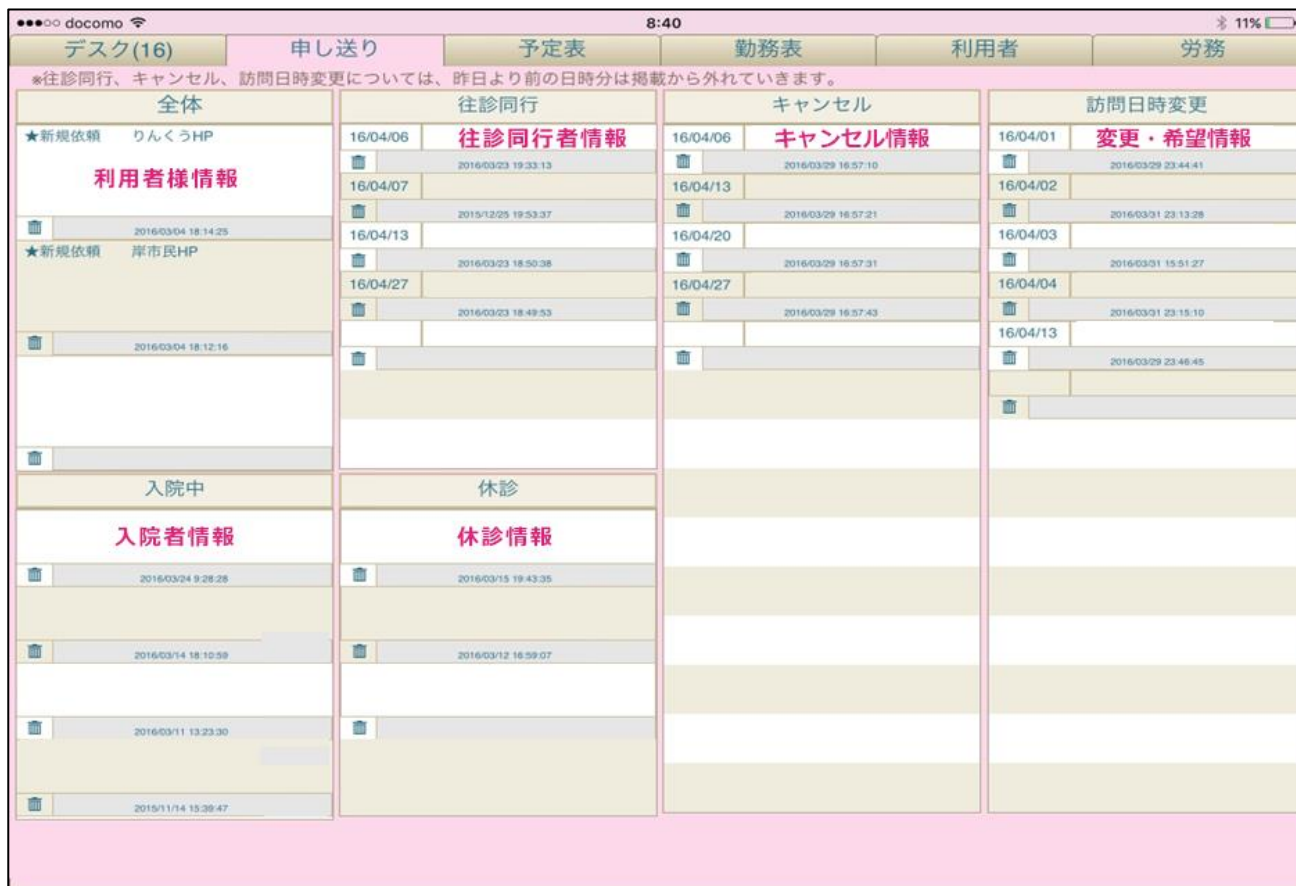 docomo 8:40 11%
デスク(16) 申し送り 予定表 勤務表 利用者 労務
※往診同行、キャンセル、訪問日時変更については、昨日より前の日時分は掲載から外れていきます。
全体
★新規依頼 りんくうHP
利用者様情報
2016/03/04 18:14:25
★新規依頼 岸市民HP
2016/03/04 18:12:16
往診同行
16/04/06 往診同行者情報
2016/03/23 19:33:13
16/04/07
2015/12/25 19:53:37
16/04/13
2016/03/23 18:50:38
16/04/27
2016/03/23 18:49:53
キャンセル
16/04/06 キャンセル情報
2016/03/29 16:57:10
16/04/13
2016/03/29 16:57:21
16/04/20
2016/03/29 16:57:31
16/04/27
2016/03/29 16:57:43
訪問日時変更
16/04/01 変更・希望情報
2016/03/29 23:44:41
16/04/02
2016/03/31 23:13:28
16/04/03
2016/03/31 15:51:27
16/04/04
2016/03/31 23:15:10
16/04/13
2016/03/29 23:46:45
入院中
入院者情報
2016/03/24 9:28:28
2016/03/14 18:10:59
2016/03/11 13:23:30
2015/11/14 15:39:47
休診
休診情報
2016/03/15 19:43:35
2016/03/12 16:59:07